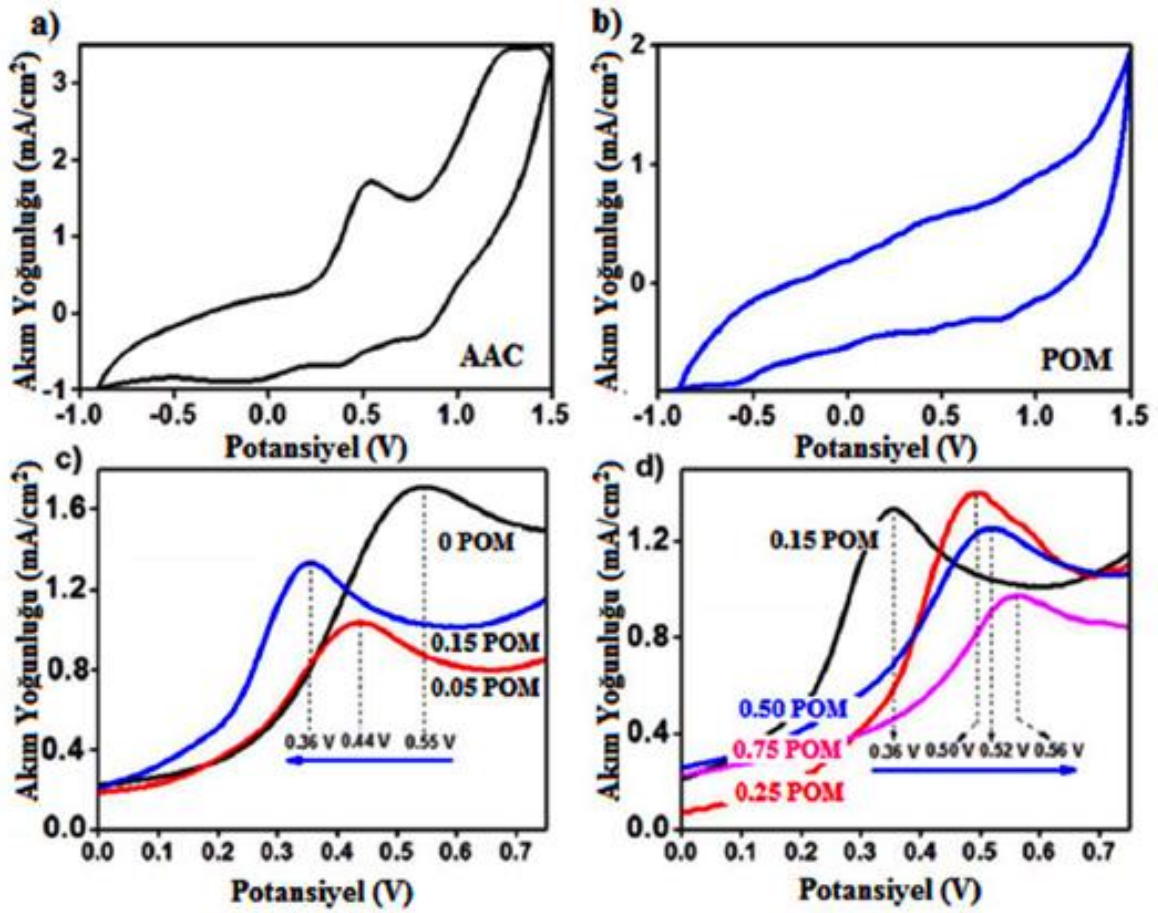 a)
Akım Yoğunluğu (mA/cm²)
3
2
1
0
-1
-1.0 -0.5 0.0 0.5 1.0 1.5
Potansiyel (V)
AAC
b)
Akım Yoğunluğu (mA/cm²)
2
1
0
-1.0 -0.5 0.0 0.5 1.0 1.5
Potansiyel (V)
POM
c)
Akım Yoğunluğu (mA/cm²)
1.6
1.2
0.8
0.4
0.0
0.0 0.1 0.2 0.3 0.4 0.5 0.6 0.7
Potansiyel (V)
0 POM
0.15 POM
0.05 POM
0.36 V 0.44 V 0.55 V
d)
Akım Yoğunluğu (mA/cm²)
1.2
0.8
0.4
0.0
0.0 0.1 0.2 0.3 0.4 0.5 0.6 0.7
Potansiyel (V)
0.15 POM
0.50 POM
0.75 POM
0.25 POM
0.36 V 0.50 V 0.52 V 0.56 V